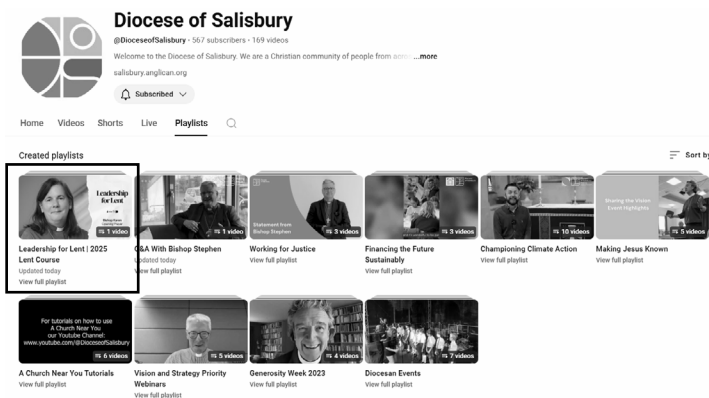 Diocese of Salisbury
@DioceseofSalisbury • 567 subscribers • 169 videos
Welcome to the Diocese of Salisbury. We are a Christian community of people from ...more
salisbury.anglican.org
Subscribed
Home Videos Shorts Live Playlists
Created playlists
Sort by
Leadership
for Lent
1 video
1 video
Statement from
Bishop Stephen
3 videos
3 videos
10 videos
Sharing the Vision
Event Highlights
5 videos
Leadership for Lent | 2025
Lent Course
Updated today
View full playlist
Q&A With Bishop Stephen
Updated today
View full playlist
Working for Justice
View full playlist
Financing the Future
Sustainably
View full playlist
Championing Climate Action
View full playlist
Making Jesus Known
View full playlist
For tutorials on how to use
A Church Near You
our Youtube Channel:
www.youtube.com/@DioceseofSalisbury
6 videos
5 videos
4 videos
7 videos
A Church Near You Tutorials
View full playlist
Vision and Strategy Priority
Webinars
View full playlist
Generosity Week 2023
View full playlist
Diocesan Events
View full playlist